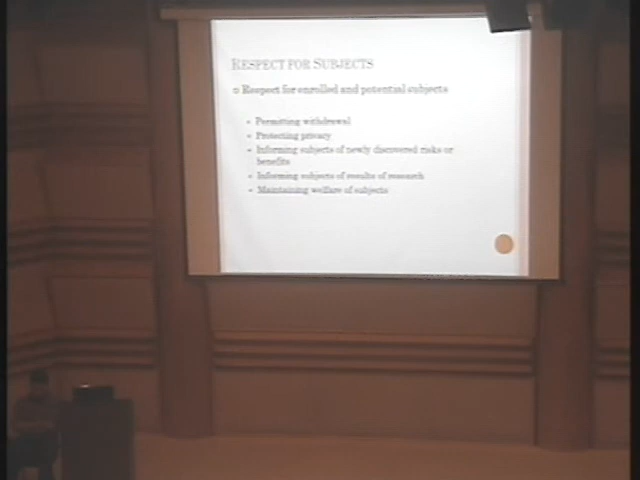 RESPECT FOR SUBJECTS
Respect for enrolled and potential subjects
• Permitting withdrawal
• Protecting privacy
• Informing subjects of newly discovered risks or
benefits
• Informing subjects of results of research
• Maintaining welfare of subjects